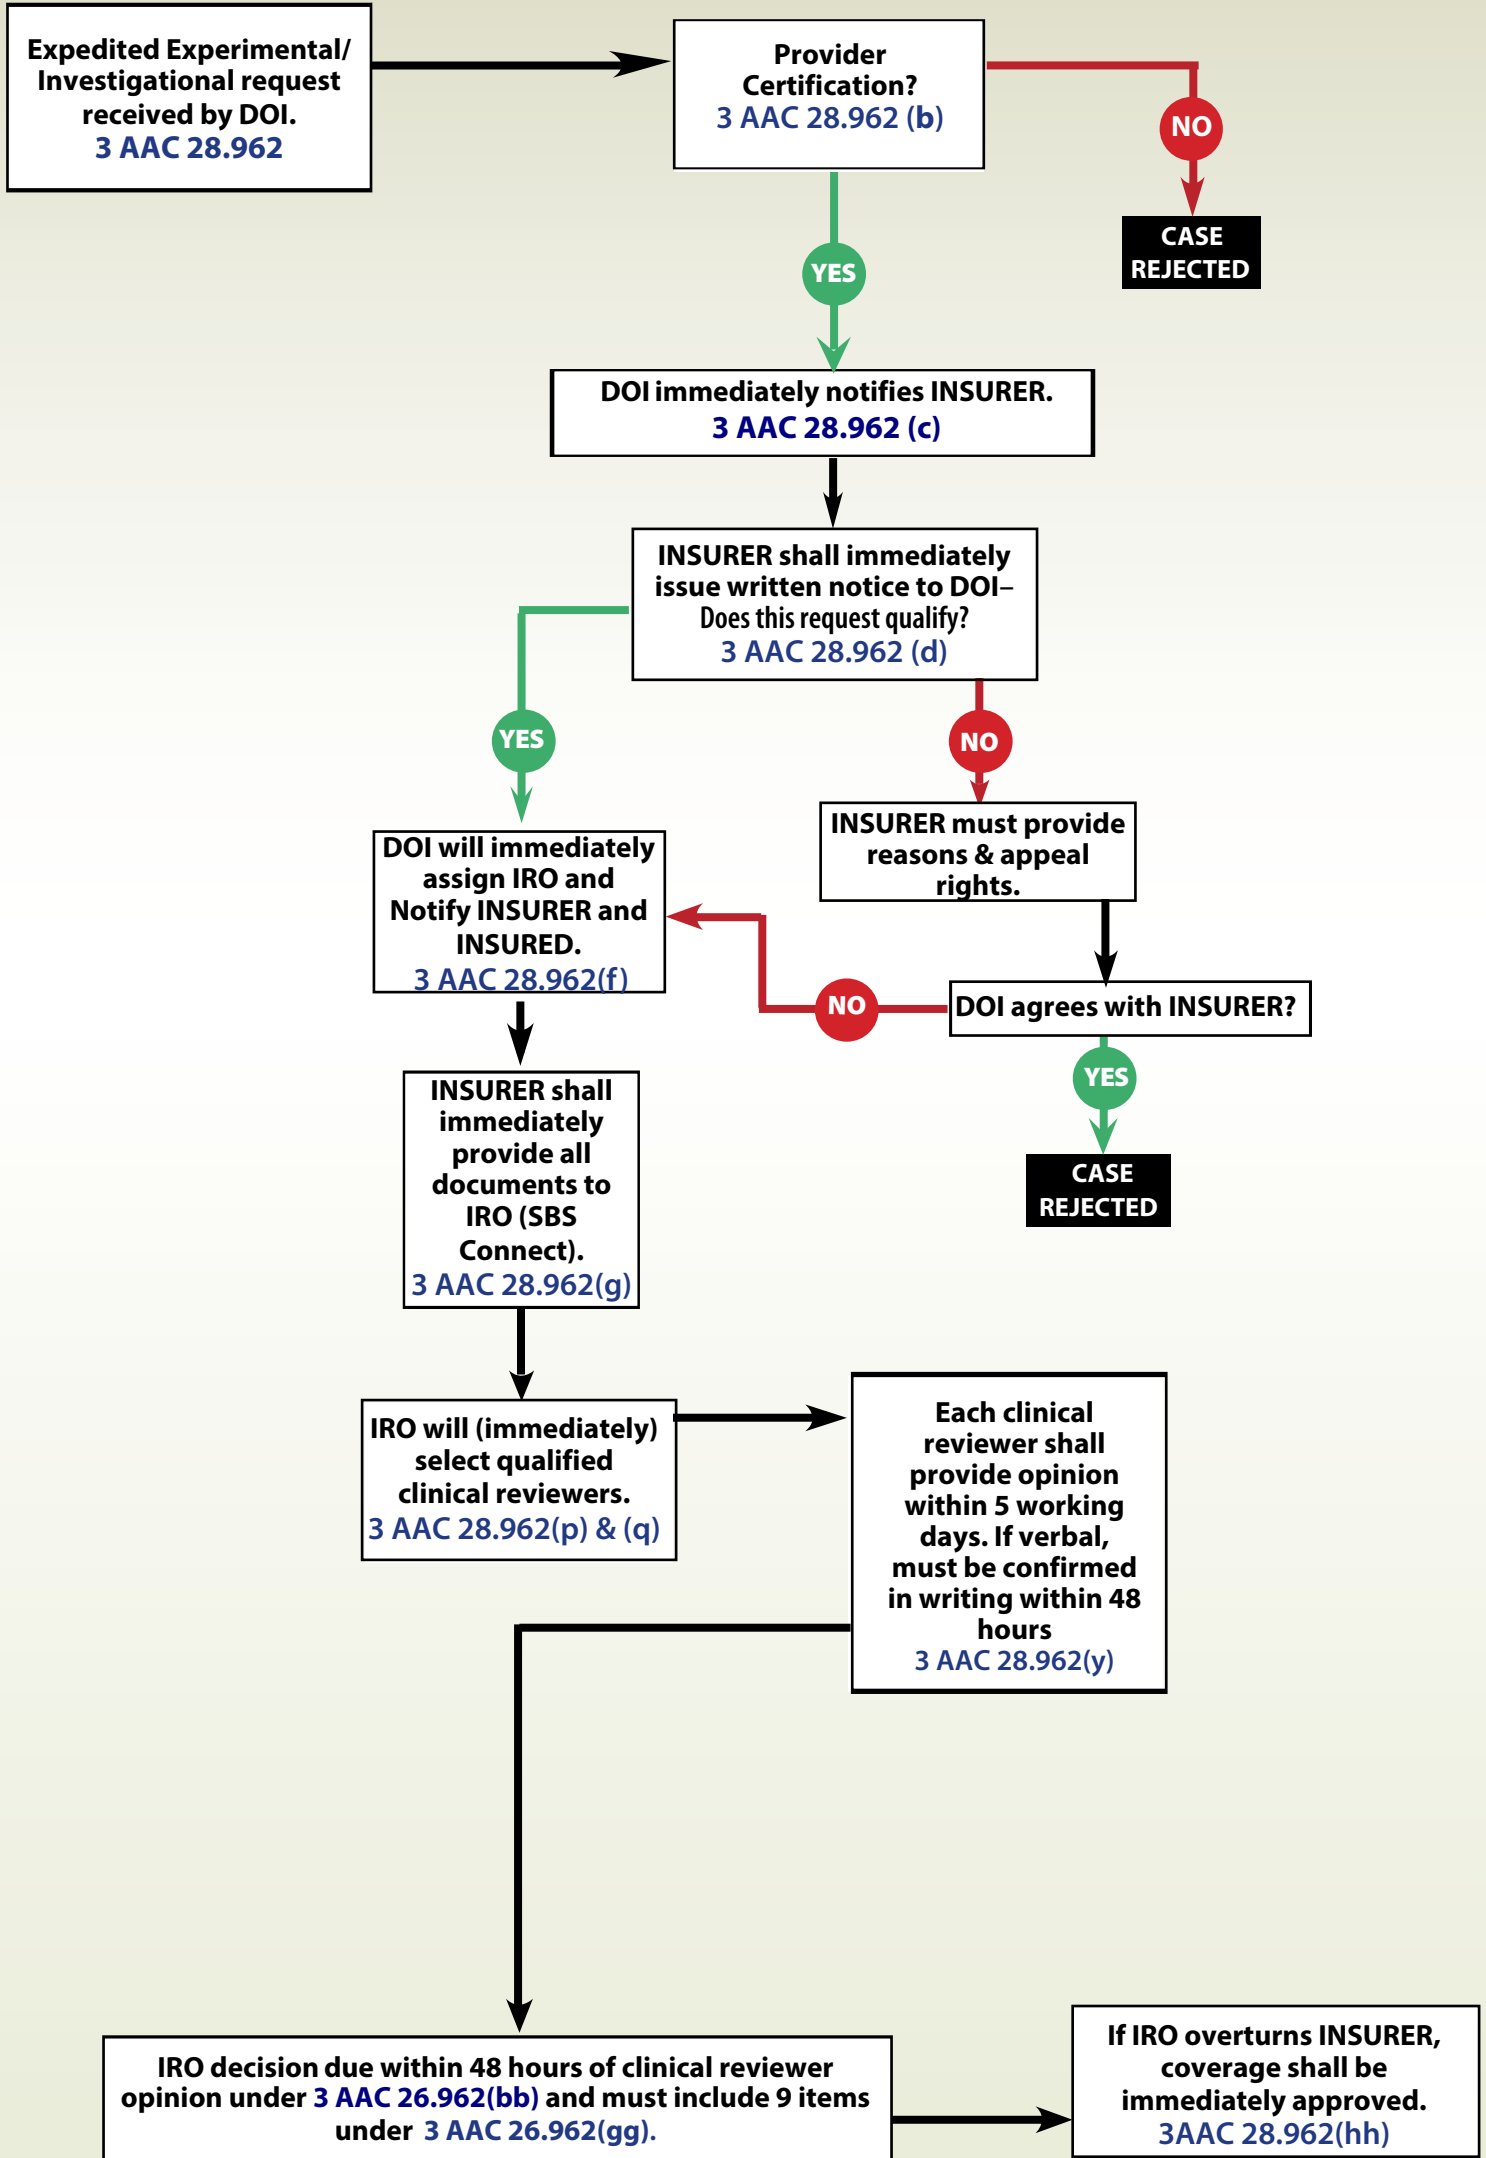 Expedited Experimental/
Investigational request
received by DOI.
3 AAC 28.962
Provider
Certification?
3 AAC 28.962 (b)
NO
CASE
REJECTED
YES
DOI immediately notifies INSURER.
3 AAC 28.962 (c)
INSURER shall immediately
issue written notice to DOI–
Does this request qualify?
3 AAC 28.962 (d)
YES
NO
INSURER must provide
reasons & appeal
rights.
DOI will immediately
assign IRO and
Notify INSURER and
INSURED.
3 AAC 28.962(f)
NO
DOI agrees with INSURER?
YES
CASE
REJECTED
INSURER shall
immediately
provide all
documents to
IRO (SBS
Connect).
3 AAC 28.962(g)
IRO will (immediately)
select qualified
clinical reviewers.
3 AAC 28.962(p) & (q)
Each clinical
reviewer shall
provide opinion
within 5 working
days. If verbal,
must be confirmed
in writing within 48
hours
3 AAC 28.962(y)
IRO decision due within 48 hours of clinical reviewer
opinion under 3 AAC 26.962(bb) and must include 9 items
under 3 AAC 26.962(gg).
If IRO overturns INSURER,
coverage shall be
immediately approved.
3AAC 28.962(hh)